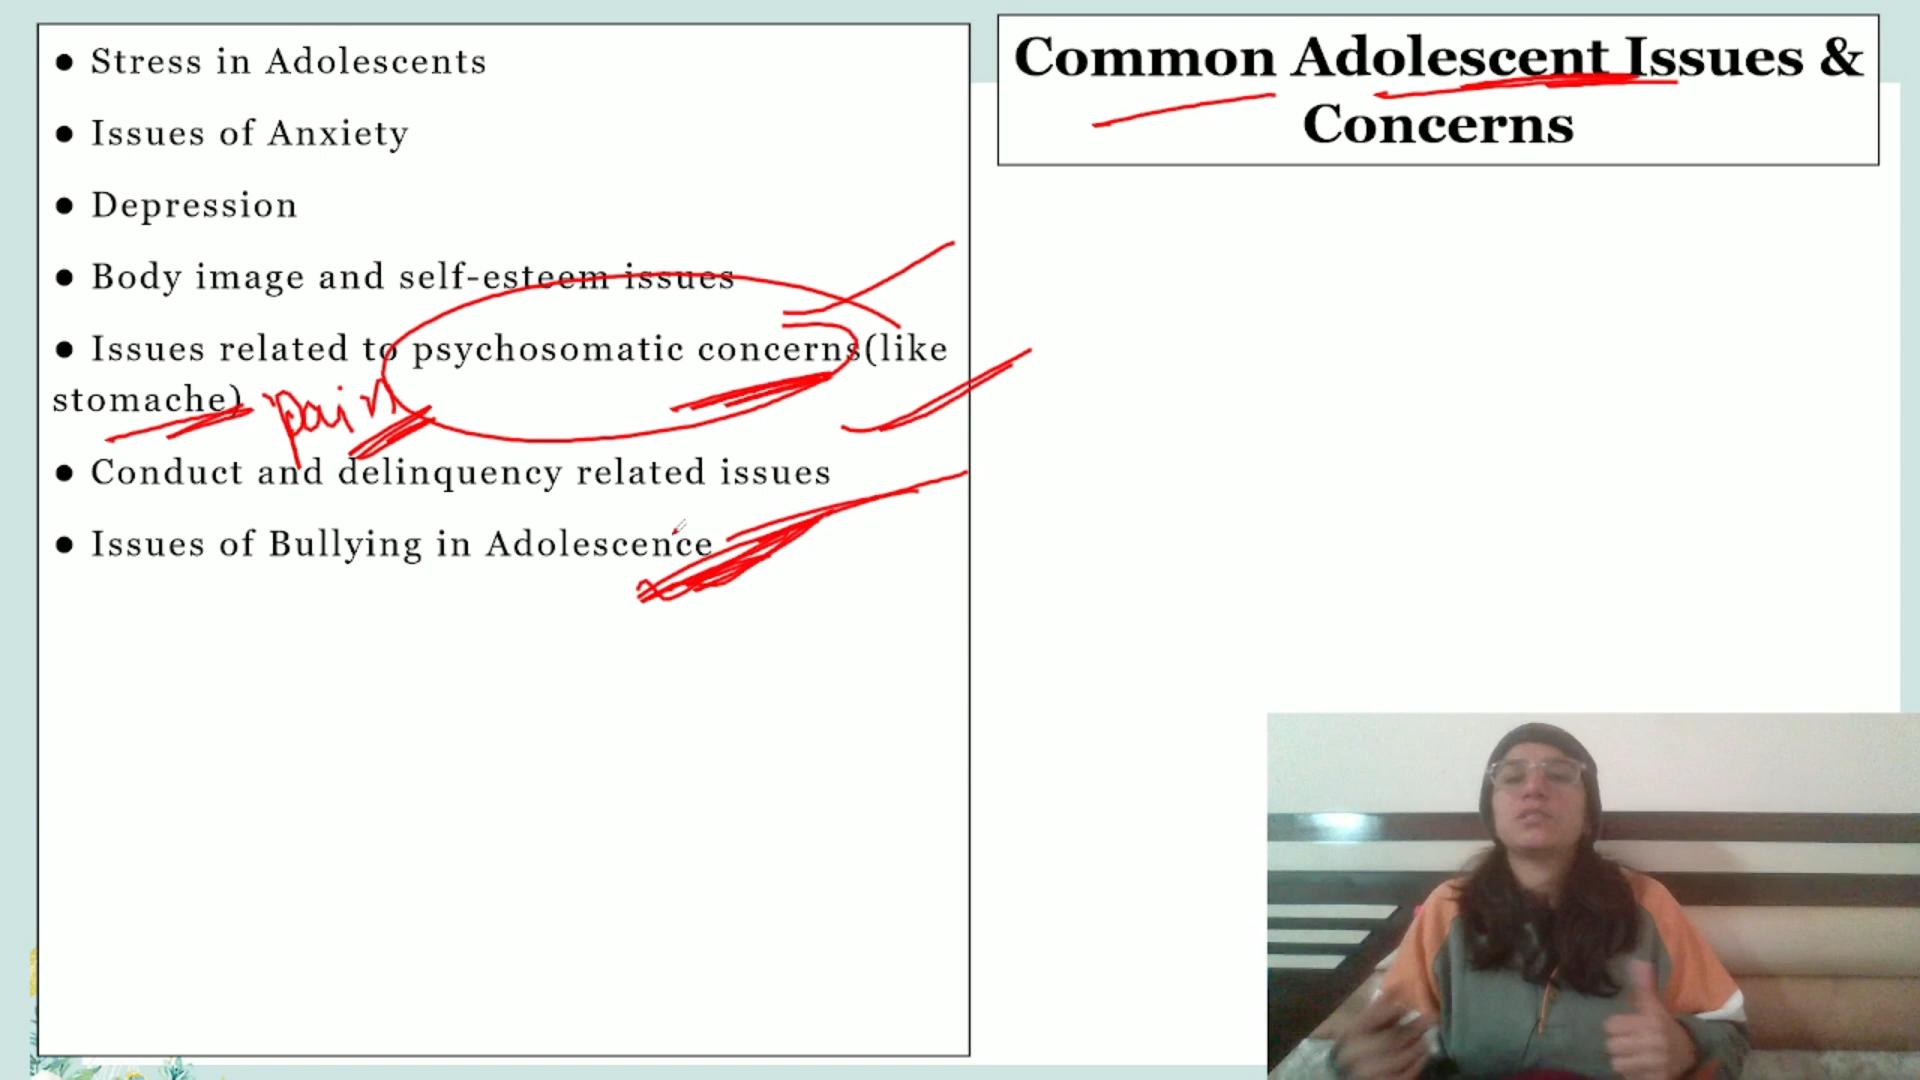 ● Stress in Adolescents
● Issues of Anxiety
● Depression
● Body image and self-esteem issues
● Issues related to psychosomatic concerns(like
stomache) pain
● Conduct and delinquency related issues
● Issues of Bullying in Adolescence
Common Adolescent Issues &
Concerns